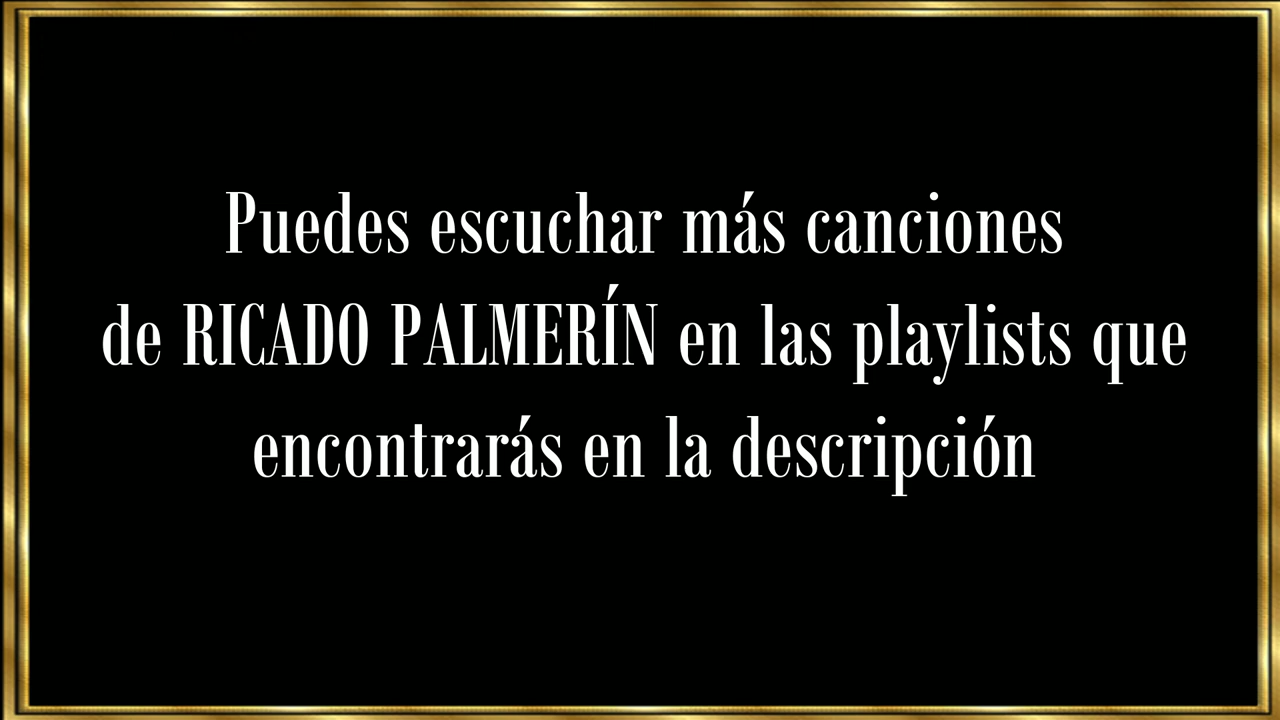 Puedes escuchar más canciones
de RICADO PALMERÍN en las playlists que
encontrarás en la descripción